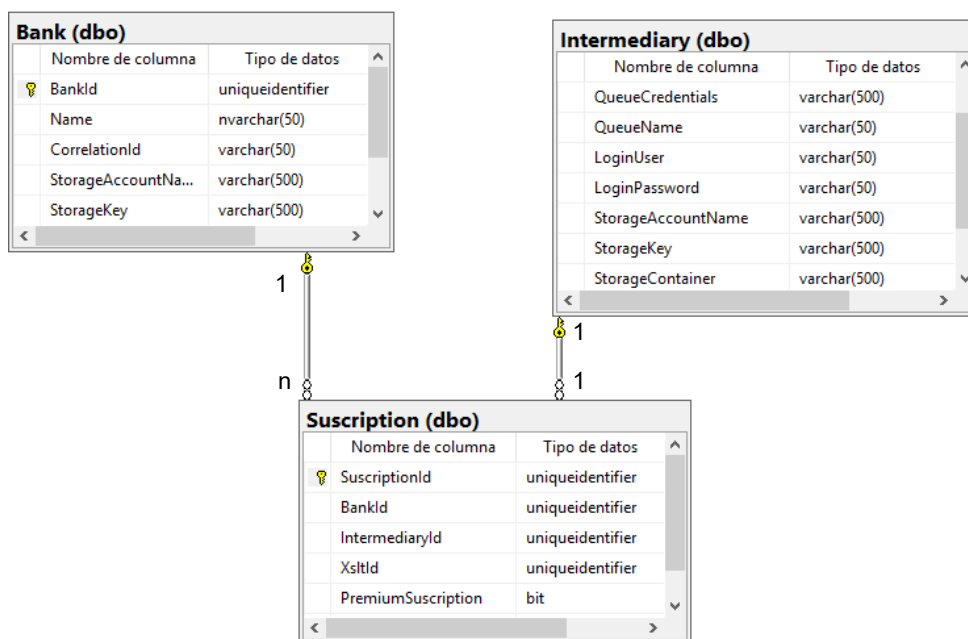 Bank (dbo)
Nombre de columna Tipo de datos
BankId uniqueidentifier
Name nvarchar(50)
CorrelationId varchar(50)
StorageAccountNa... varchar(500)
StorageKey varchar(500)
Intermediary (dbo)
Nombre de columna Tipo de datos
QueueCredentials varchar(500)
QueueName varchar(50)
LoginUser varchar(50)
LoginPassword varchar(50)
StorageAccountName varchar(500)
StorageKey varchar(500)
StorageContainer varchar(500)
1
1
n
1
Suscription (dbo)
Nombre de columna Tipo de datos
SuscriptionId uniqueidentifier
BankId uniqueidentifier
IntermediaryId uniqueidentifier
XsltId uniqueidentifier
PremiumSuscription bit